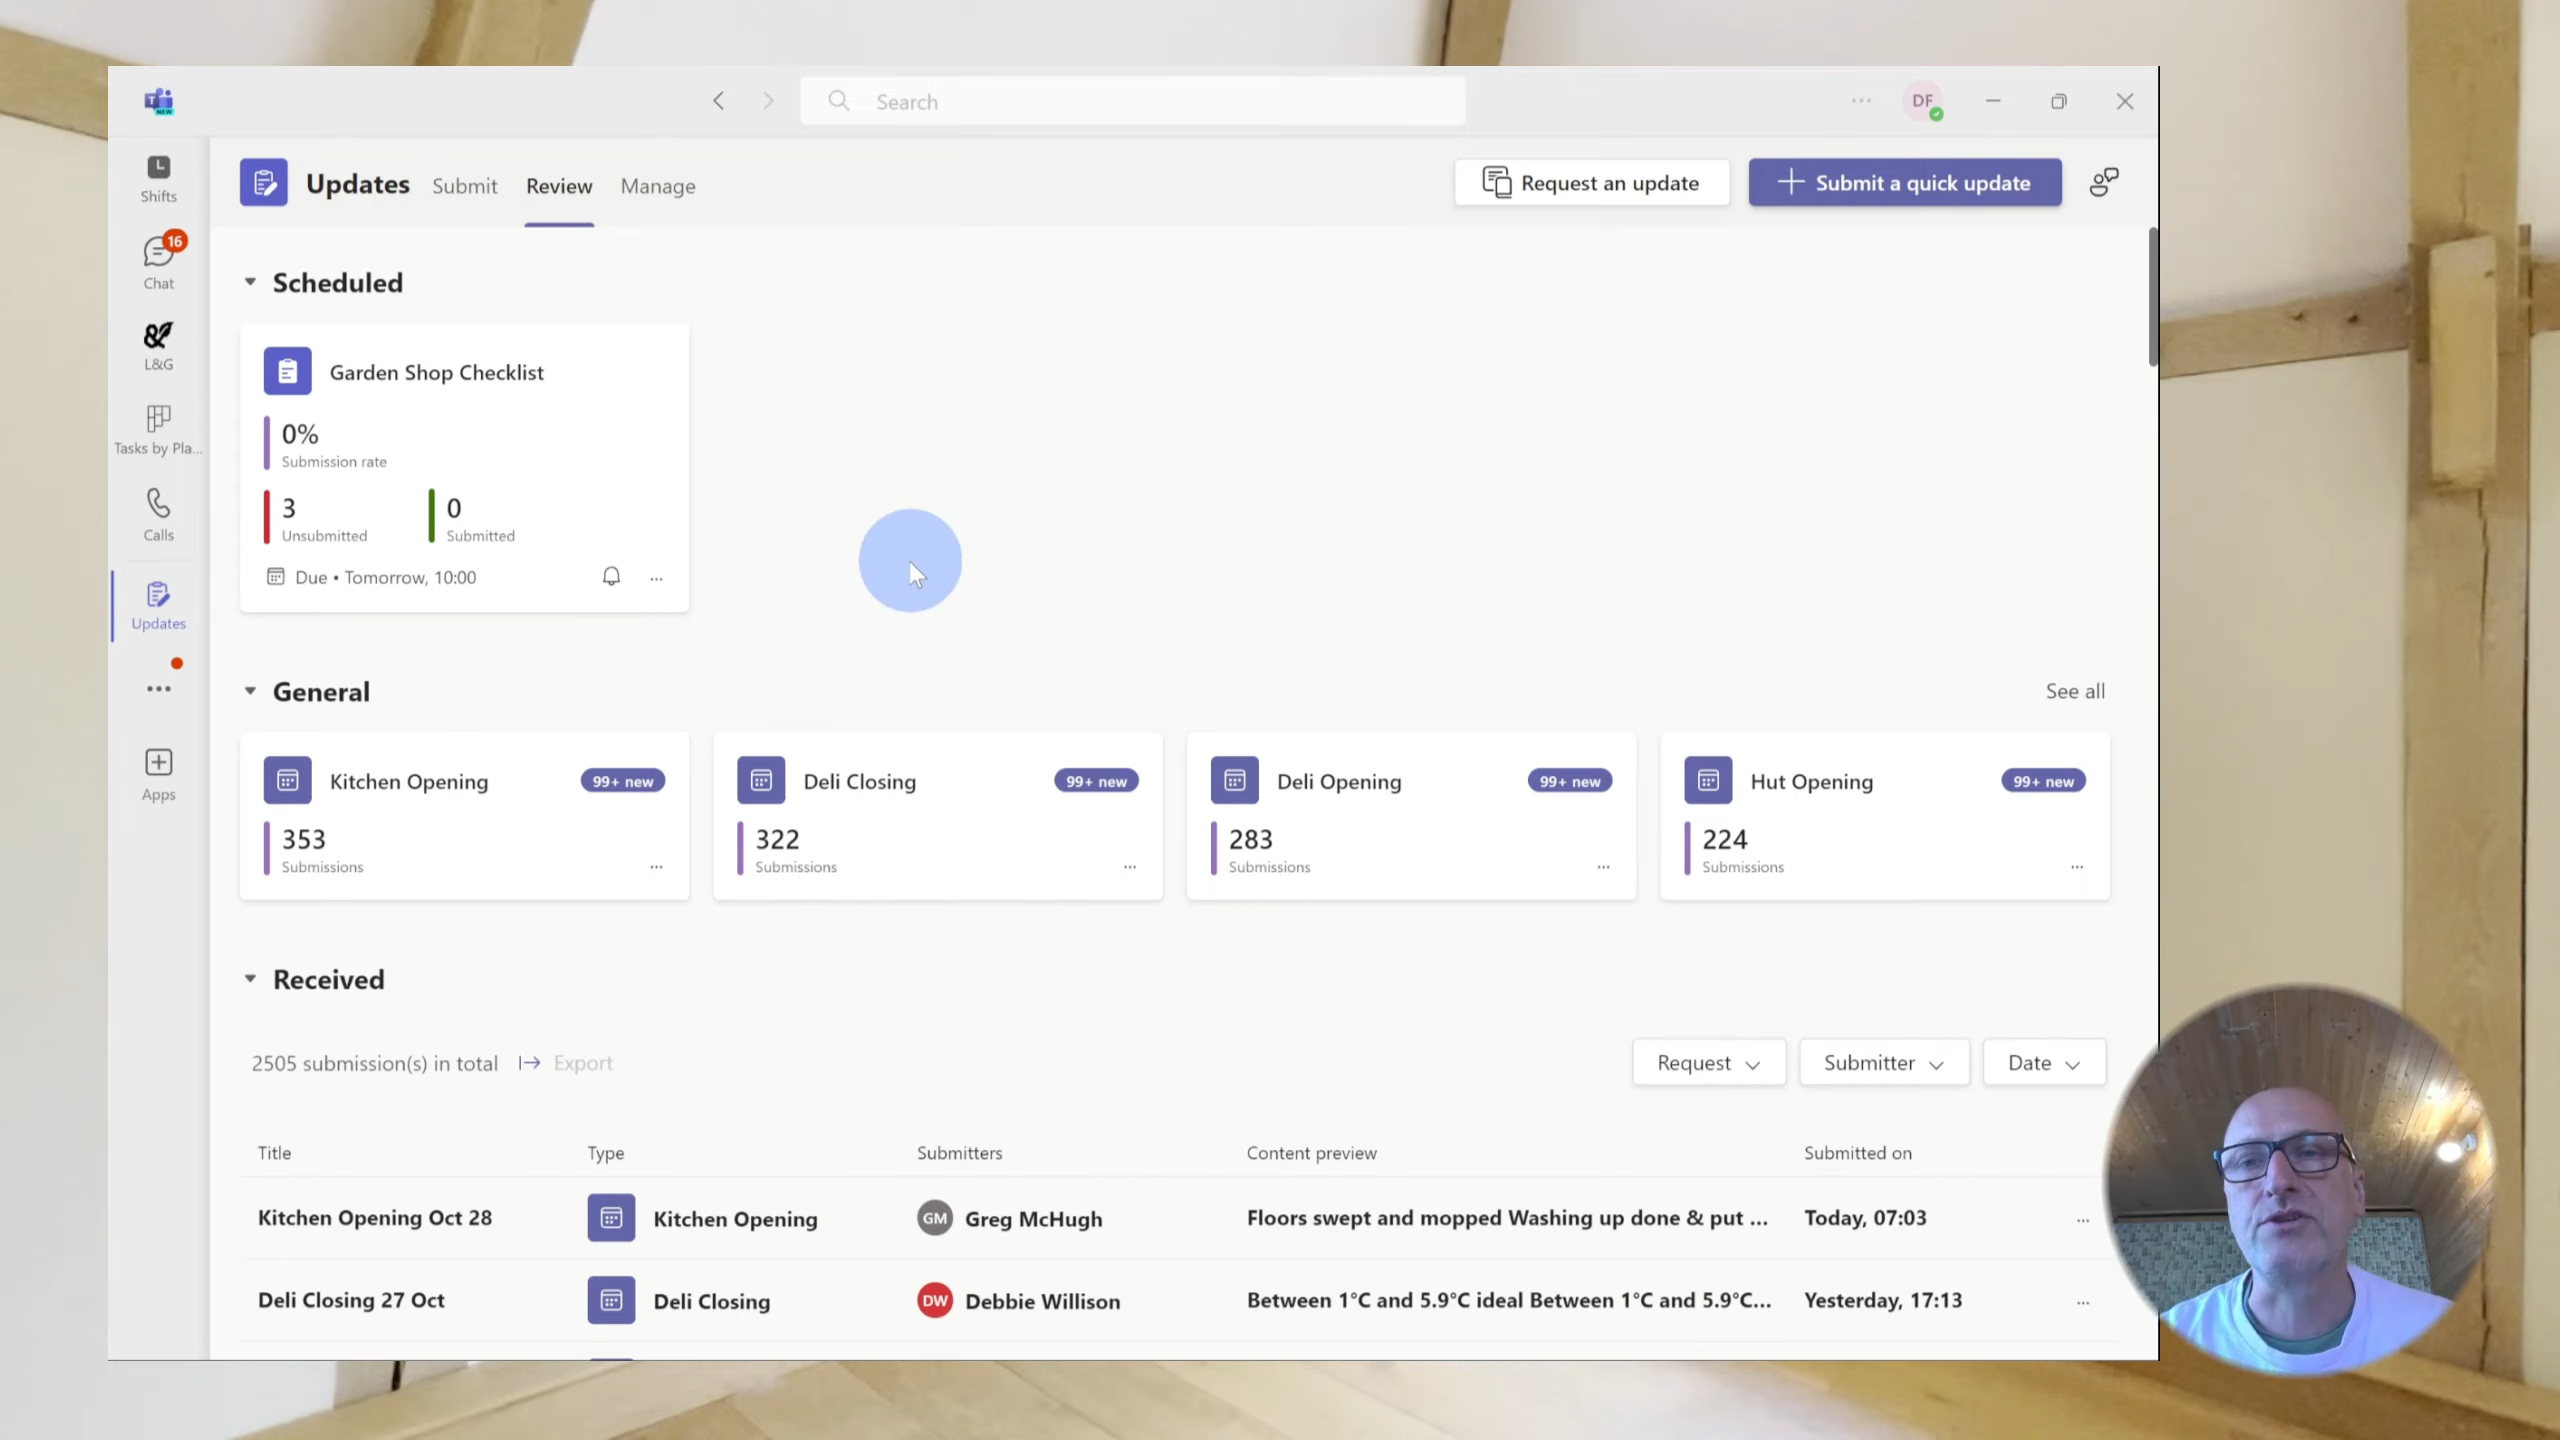 T
NEW
Search
DF
Shifts
16
Chat
L&G
Tasks by Pla...
Calls
Updates
Apps
Updates Submit Review Manage
Request an update
Submit a quick update
Scheduled
Garden Shop Checklist
0%
Submission rate
3
Unsubmitted
0
Submitted
Due • Tomorrow, 10:00
General
See all
Kitchen Opening 99+ new
353
Submissions
Deli Closing 99+ new
322
Submissions
Deli Opening 99+ new
283
Submissions
Hut Opening 99+ new
224
Submissions
Received
2505 submission(s) in total Export
Request Submitter Date
Title Type Submitters Content preview Submitted on
Kitchen Opening Oct 28 Kitchen Opening GM Greg McHugh Floors swept and mopped Washing up done & put ... Today, 07:03
Deli Closing 27 Oct Deli Closing DW Debbie Willison Between 1°C and 5.9°C ideal Between 1°C and 5.9°C... Yesterday, 17:13